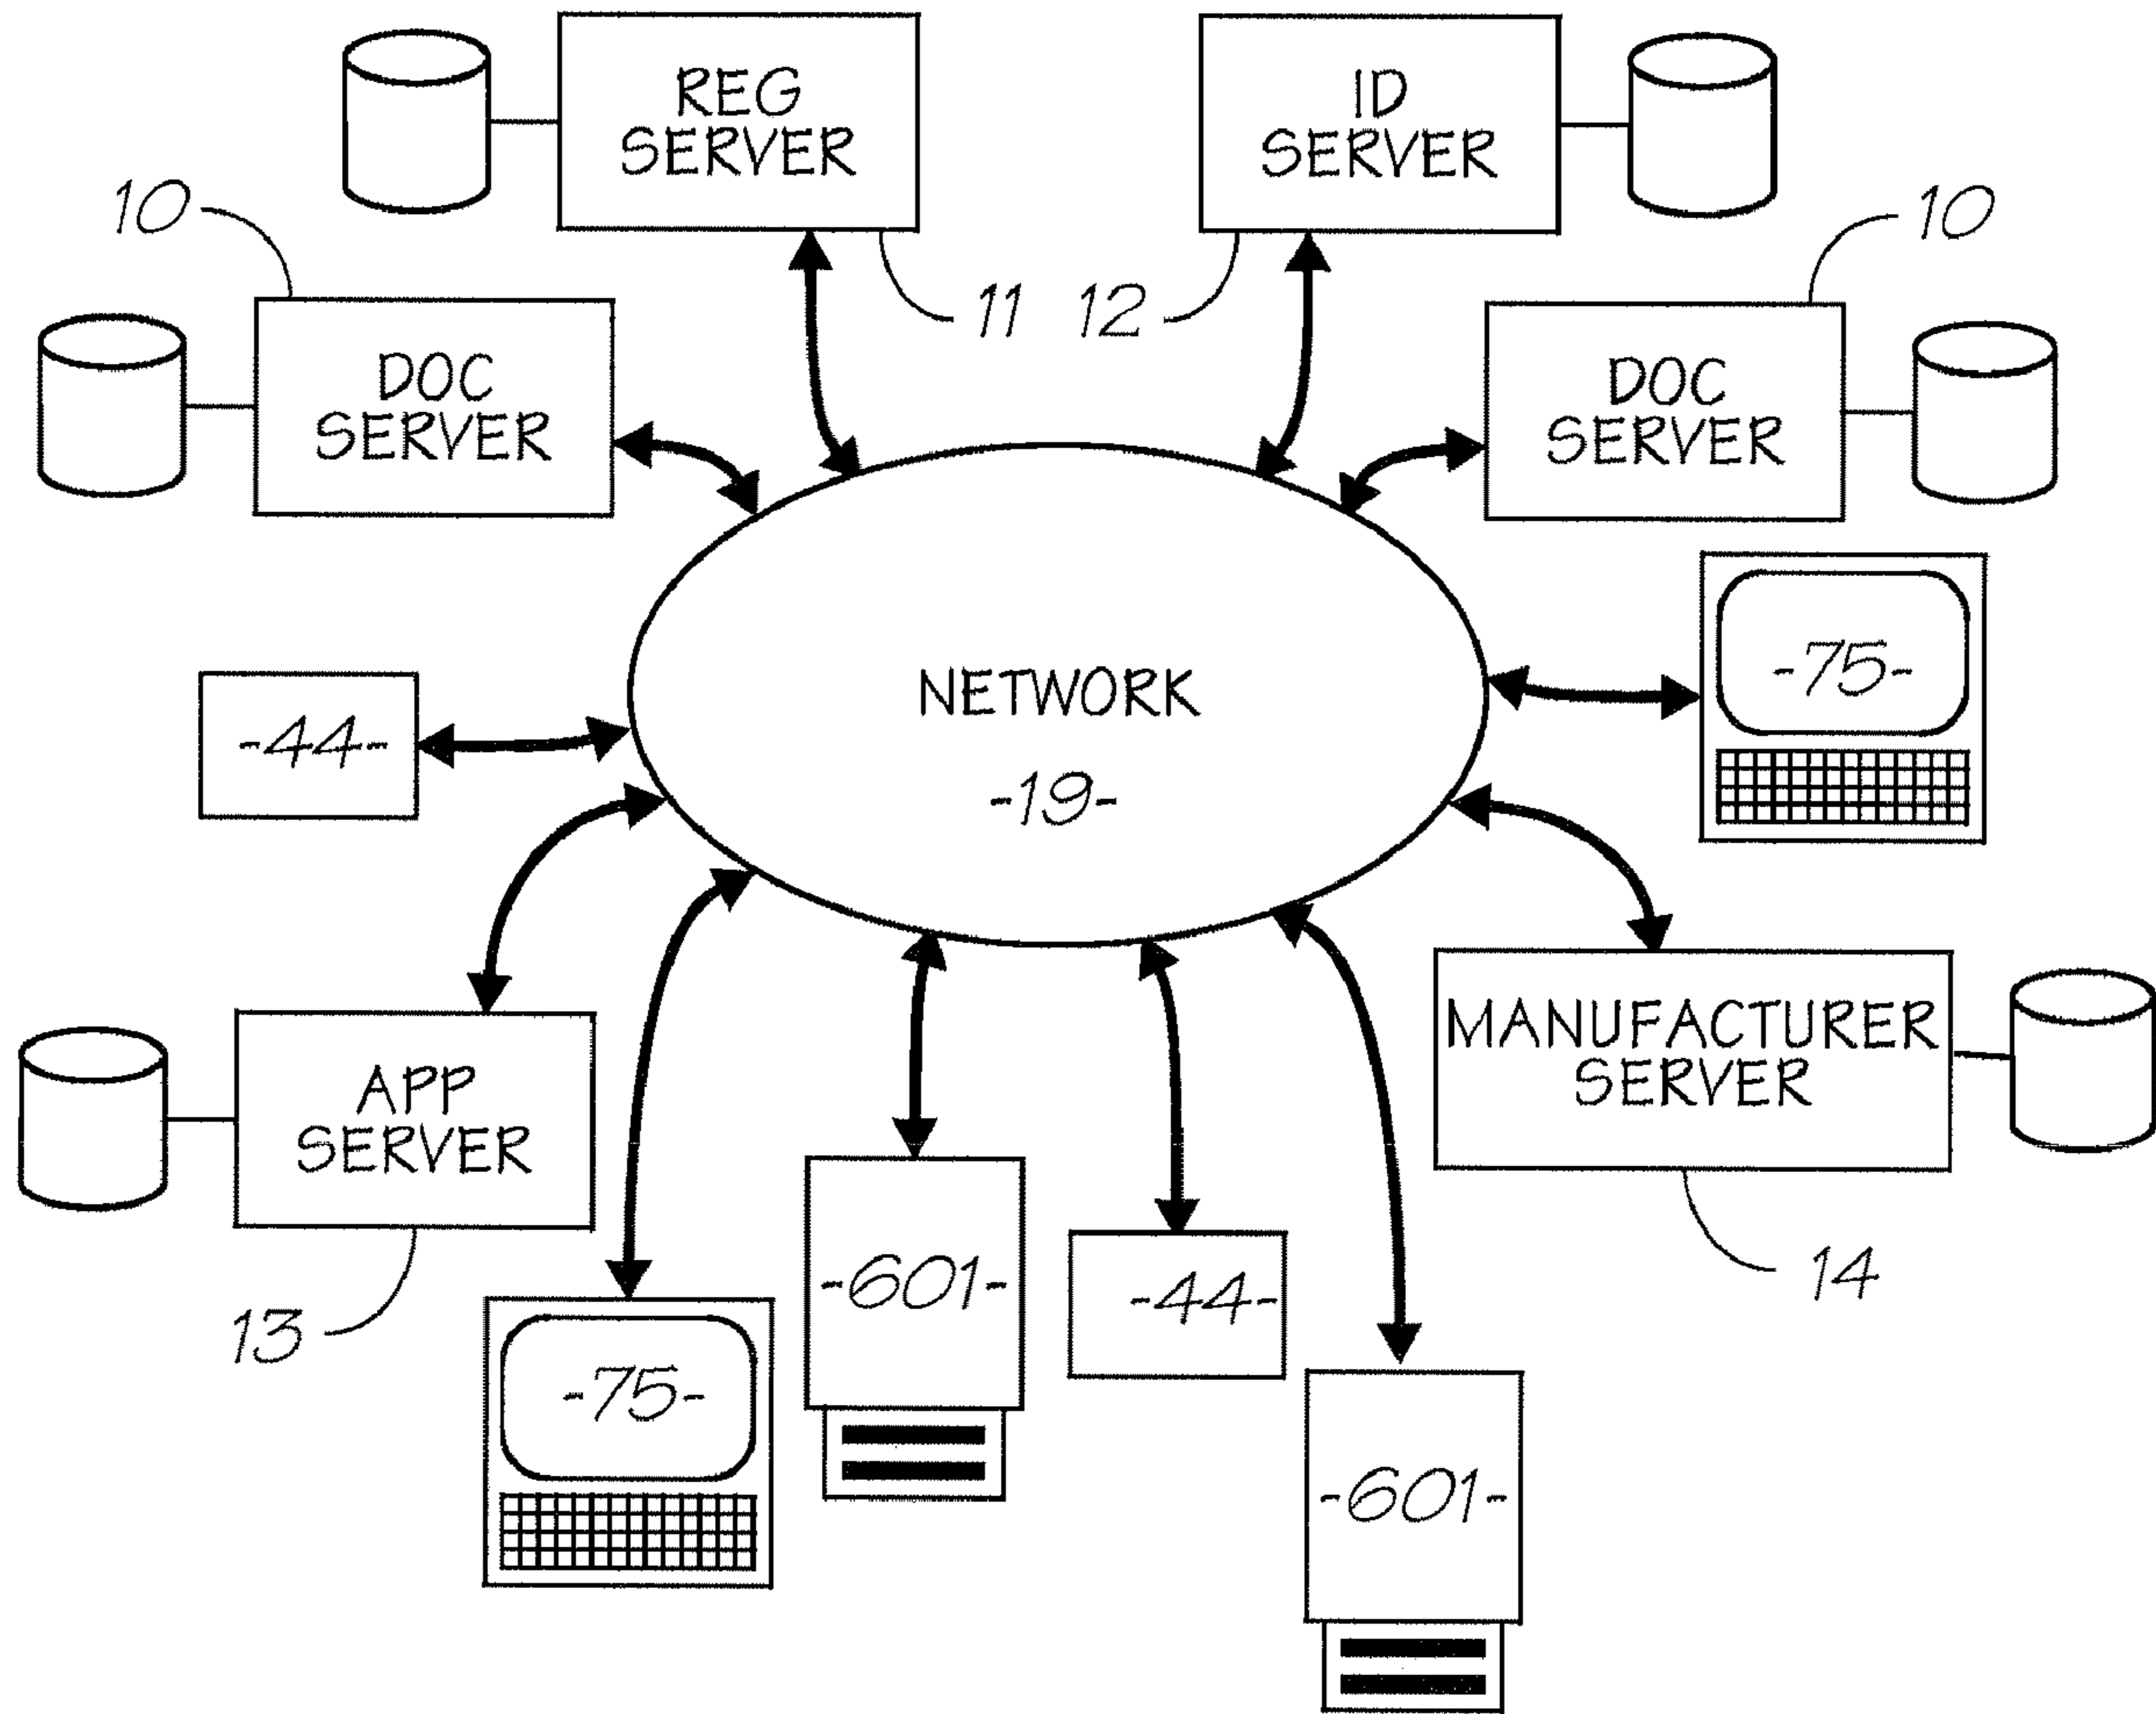 REG
SERVER
ID
SERVER
10
10
11
12
DOC
SERVER
DOC
SERVER
-75-
NETWORK
-19-
-44-
MANUFACTURER
SERVER
APP
SERVER
-601-
-44-
14
13
-75-
-601-